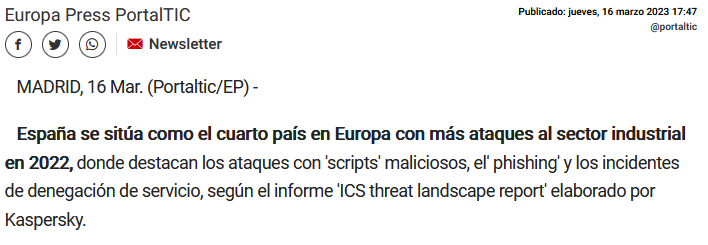 Europa Press PortalTIC
Publicado: jueves, 16 marzo 2023 17:47
@portaltic
Newsletter
MADRID, 16 Mar. (Portaltic/EP) -
España se sitúa como el cuarto país en Europa con más ataques al sector industrial
en 2022, donde destacan los ataques con 'scripts' maliciosos, el' phishing' y los incidentes
de denegación de servicio, según el informe 'ICS threat landscape report' elaborado por
Kaspersky.